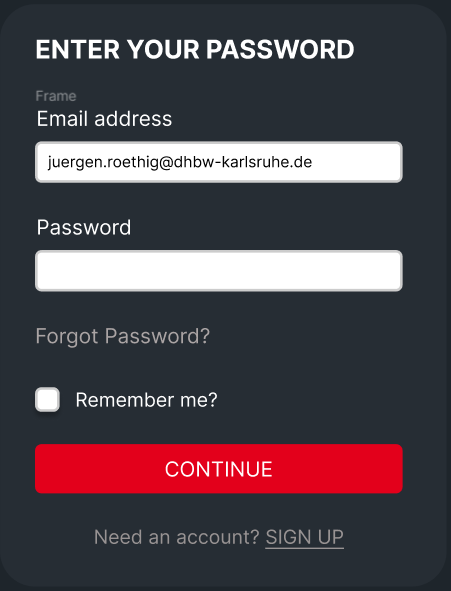 ENTER YOUR PASSWORD
Frame
Email address
juergen.roethig@dhbw-karlsruhe.de
Password
Forgot Password?
Remember me?
CONTINUE
Need an account? SIGN UP